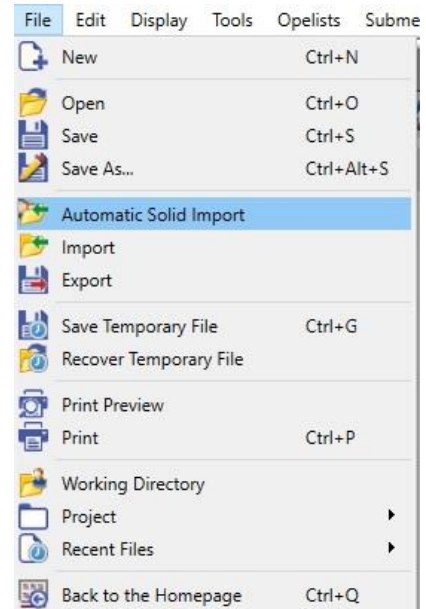 File Edit Display Tools Opelists Subme
New Ctrl+N
Open Ctrl+O
Save Ctrl+S
Save As... Ctrl+Alt+S
Automatic Solid Import
Import
Export
Save Temporary File Ctrl+G
Recover Temporary File
Print Preview
Print Ctrl+P
Working Directory
Project
Recent Files
Back to the Homepage Ctrl+Q